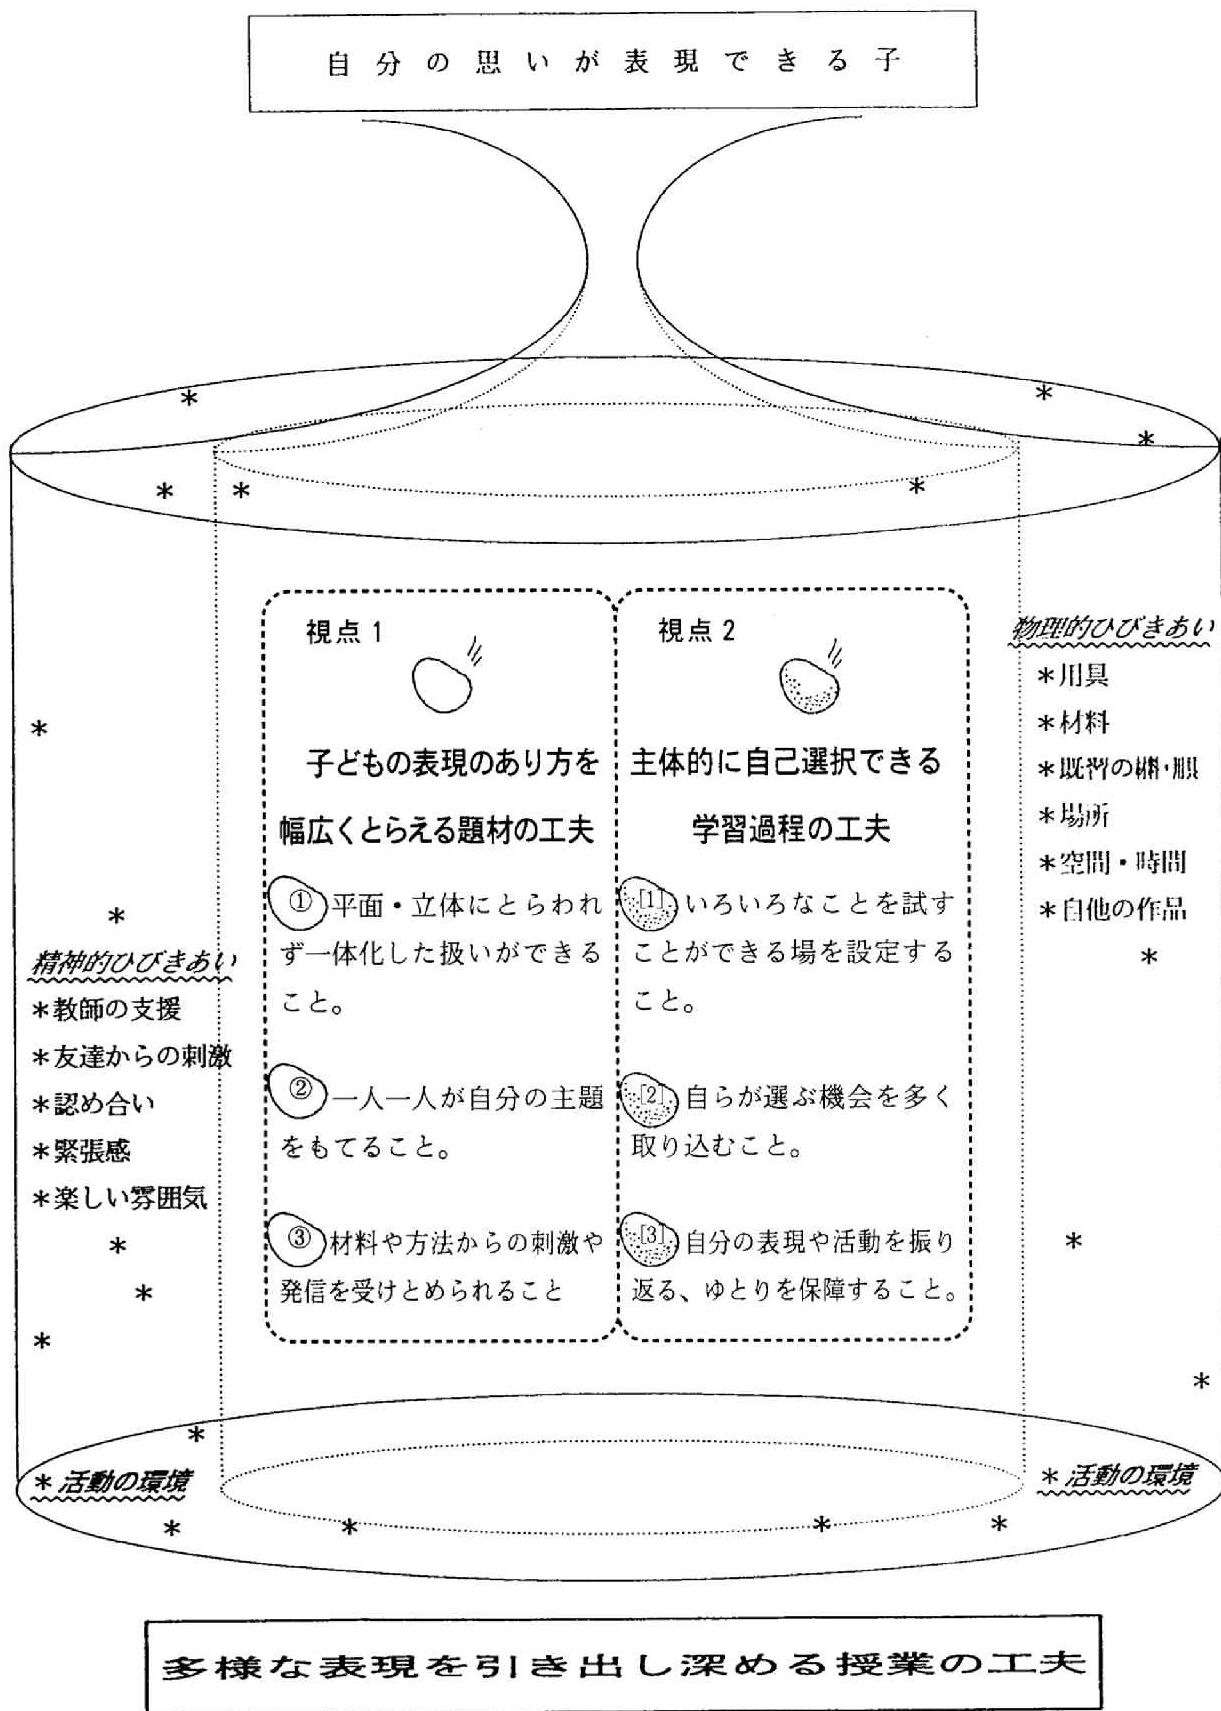 自分の思いが表現できる子
視点1
子どもの表現のあり方を
幅広くとらえる題材の工夫
①平面・立体にとらわれ
ず一体化した扱いができる
こと。
②一人一人が自分の主題
をもてること。
③材料や方法からの刺激や
発信を受けとめられること
視点2
主体的に自己選択できる
学習過程の工夫
[1]いろいろなことを試す
ことができる場を設定する
こと。
[2]自らが選ぶ機会を多く
取り込むこと。
[3]自分の表現や活動を振り
返る、ゆとりを保障すること。
物理的ひびきあい
*用具
*材料
*既習の
*場所
*空間・時間
*自他の作品
精神的ひびきあい
*教師の支援
*友達からの刺激
*認め合い
*緊張感
*楽しい雰囲気
*活動の環境
*活動の環境
多様な表現を引き出し深める授業の工夫